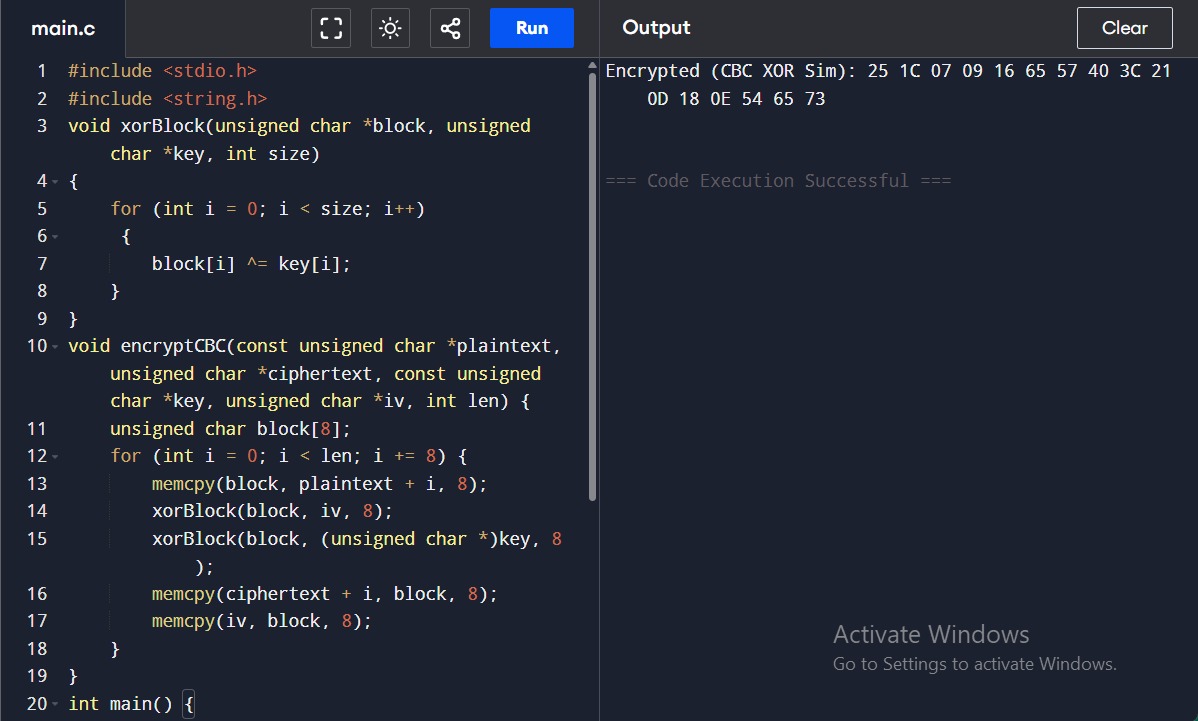 main.c
Run
Output
Clear
1 #include <stdio.h>
2 #include <string.h>
3 void xorBlock(unsigned char *block, unsigned
char *key, int size)
4 {
5 for (int i = 0; i < size; i++)
6 {
7 block[i] ^= key[i];
8 }
9 }
10 void encryptCBC(const unsigned char *plaintext,
unsigned char *ciphertext, const unsigned
char *key, unsigned char *iv, int len) {
11 unsigned char block[8];
12 for (int i = 0; i < len; i += 8) {
13 memcpy(block, plaintext + i, 8);
14 xorBlock(block, iv, 8);
15 xorBlock(block, (unsigned char *)key, 8
);
16 memcpy(ciphertext + i, block, 8);
17 memcpy(iv, block, 8);
18 }
19 }
20 int main() {
Encrypted (CBC XOR Sim): 25 1C 07 09 16 65 57 40 3C 21
0D 18 0E 54 65 73
=== Code Execution Successful ===
Activate Windows
Go to Settings to activate Windows.